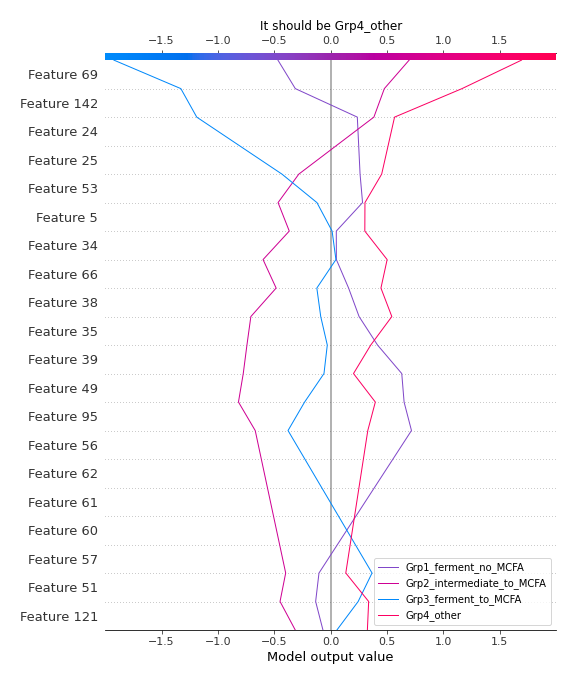 It should be Grp4_other
−1.5 −1.0 −0.5 0.0 0.5 1.0 1.5
Feature 69
Feature 142
Feature 24
Feature 25
Feature 53
Feature 5
Feature 34
Feature 66
Feature 38
Feature 35
Feature 39
Feature 49
Feature 95
Feature 56
Feature 62
Feature 61
Feature 60
Feature 57
Feature 51
Feature 121
Grp1_ferment_no_MCFA
Grp2_intermediate_to_MCFA
Grp3_ferment_to_MCFA
Grp4_other
−1.5 −1.0 −0.5 0.0 0.5 1.0 1.5
Model output value